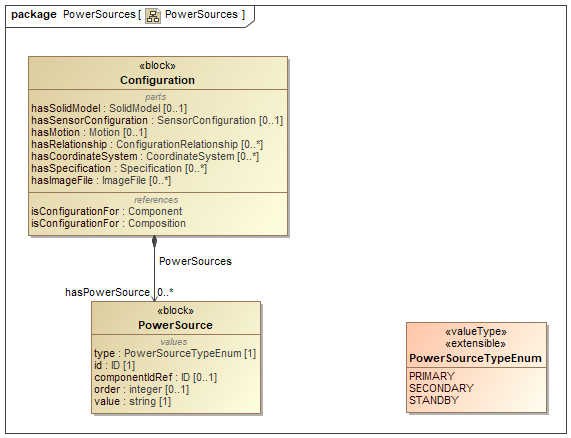 package PowerSources [ PowerSources ]
«block»
Configuration
parts
hasSolidModel : SolidModel [0..1]
hasSensorConfiguration : SensorConfiguration [0..1]
hasMotion : Motion [0..1]
hasRelationship : ConfigurationRelationship [0..*]
hasCoordinateSystem : CoordinateSystem [0..*]
hasSpecification : Specification [0..*]
hasImageFile : ImageFile [0..*]
references
isConfigurationFor : Component
isConfigurationFor : Composition
PowerSources
hasPowerSource 0..*
«block»
PowerSource
values
type : PowerSourceTypeEnum [1]
id : ID [1]
componentIdRef : ID [0..1]
order : integer [0..1]
value : string [1]
«valueType»
«extensible»
PowerSourceTypeEnum
PRIMARY
SECONDARY
STANDBY